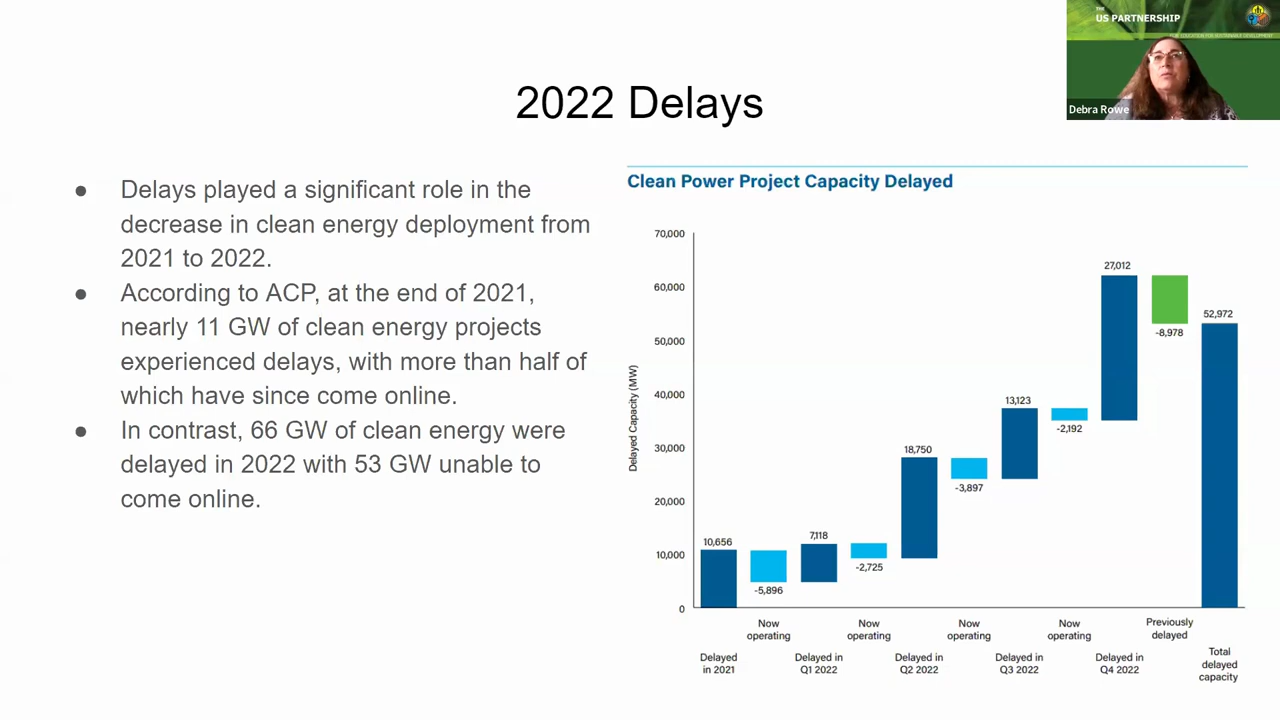 THE
US PARTNERSHIP
FOR EDUCATION FOR SUSTAINABLE DEVELOPMENT
Debra Rowe
2022 Delays
● Delays played a significant role in the
decrease in clean energy deployment from
2021 to 2022.
● According to ACP, at the end of 2021,
nearly 11 GW of clean energy projects
experienced delays, with more than half of
which have since come online.
● In contrast, 66 GW of clean energy were
delayed in 2022 with 53 GW unable to
come online.
Clean Power Project Capacity Delayed
Delayed Capacity (MW)
70,000
60,000
50,000
40,000
30,000
20,000
10,000
0
10,656
-5,896
7,118
-2,725
18,750
-3,897
13,123
-2,192
27,012
-8,978
52,972
Delayed
in 2021
Now
operating
Delayed in
Q1 2022
Now
operating
Delayed in
Q2 2022
Now
operating
Delayed in
Q3 2022
Now
operating
Delayed in
Q4 2022
Previously
delayed
Total
delayed
capacity